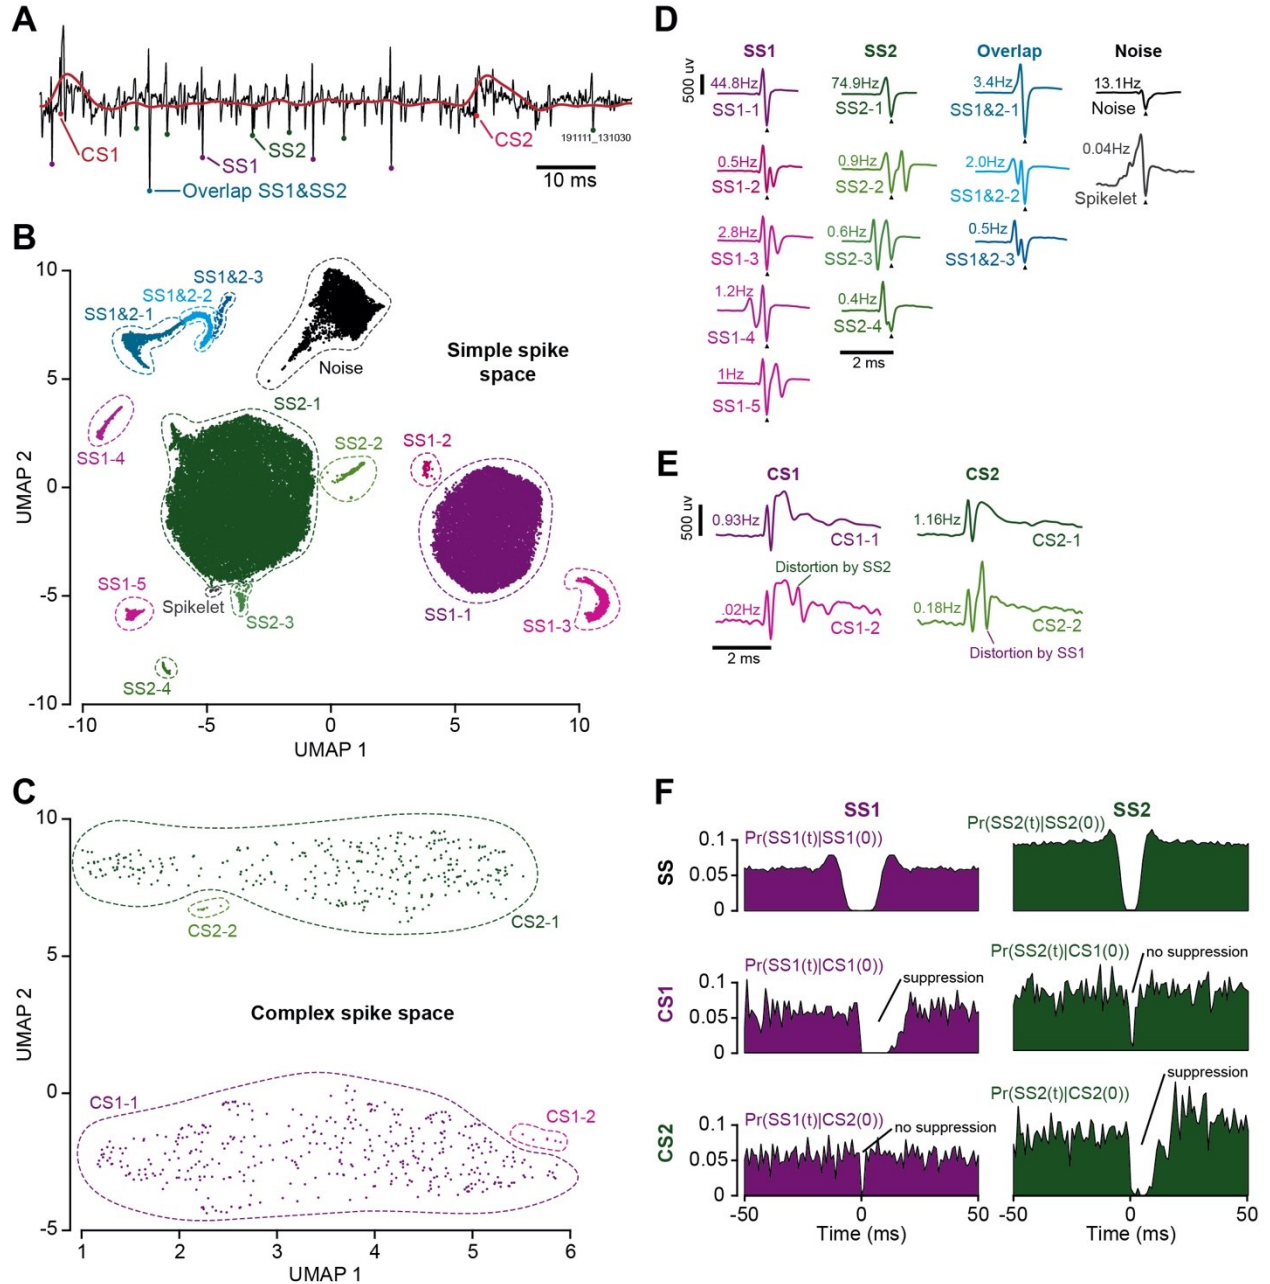 A
CS1
SS1
SS2
CS2
191111_131030
Overlap SS1&SS2
10 ms
B
10
5
0
-5
-10
UMAP 2
-10
-5
0
5
10
UMAP 1
SS1&2-3
SS1&2-2
SS1&2-1
Noise
Simple spike
space
SS2-1
SS1-4
SS2-2
SS1-2
SS1-5
Spikelet
SS2-3
SS1-1
SS1-3
SS2-4
C
10
5
0
-5
UMAP 2
CS2-2
CS2-1
Complex spike space
CS1-1
CS1-2
1
2
3
4
5
6
UMAP 1
D
SS1
SS2
Overlap
Noise
500 uv
44.8Hz
SS1-1
74.9Hz
SS2-1
3.4Hz
SS1&2-1
13.1Hz
Noise
0.5Hz
SS1-2
0.9Hz
SS2-2
2.0Hz
SS1&2-2
0.04Hz
Spikelet
2.8Hz
SS1-3
0.6Hz
SS2-3
0.5Hz
SS1&2-3
1.2Hz
SS1-4
0.4Hz
SS2-4
2 ms
1Hz
SS1-5
E
CS1
CS2
500 uv
0.93Hz
CS1-1
1.16Hz
CS2-1
Distortion by SS2
.02Hz
CS1-2
0.18Hz
CS2-2
Distortion by SS1
2 ms
F
SS1
SS2
SS
Pr(SS1(t)|SS1(0))
0.1
0.05
0
Pr(SS2(t)|SS2(0))
CS1
Pr(SS1(t)|CS1(0))
suppression
0.1
0.05
0
Pr(SS2(t)|CS1(0))
no suppression
CS2
Pr(SS1(t)|CS2(0))
no suppression
0.1
0.05
0
Pr(SS2(t)|CS2(0))
suppression
-50
0
50
Time (ms)
-50
0
50
Time (ms)